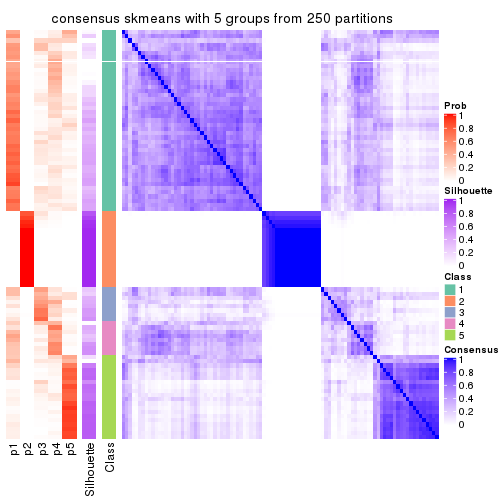 consensus skmeans with 5 groups from 250 partitions
Prob
1
0.8
0.6
0.4
0.2
0
Silhouette
1
0.8
0.6
0.4
0.2
0
Class
1
2
3
4
5
Consensus
1
0.8
0.6
0.4
0.2
0
p1
p2
p3
p4
p5
Silhouette
Class